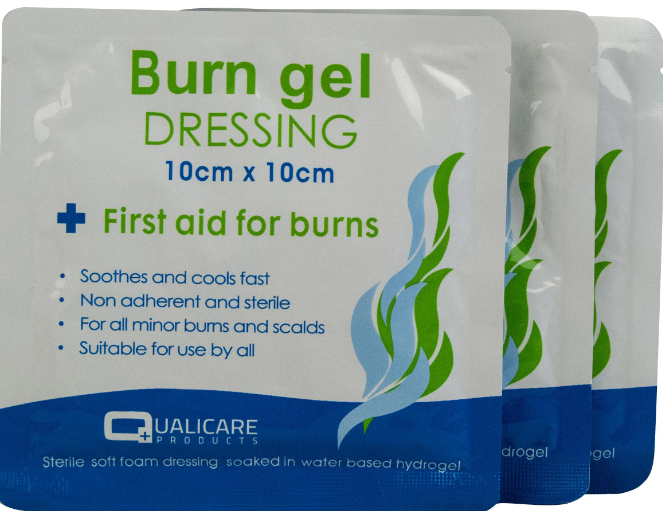 Burn gel
DRESSING
10cm x 10cm
First aid for burns
• Soothes and cools fast
• Non adherent and sterile
• For all minor burns and scalds
• Suitable for use by all
QUALICARE
PRODUCTS
Sterile soft foam dressing soaked in water based hydrogel
drogel
gel